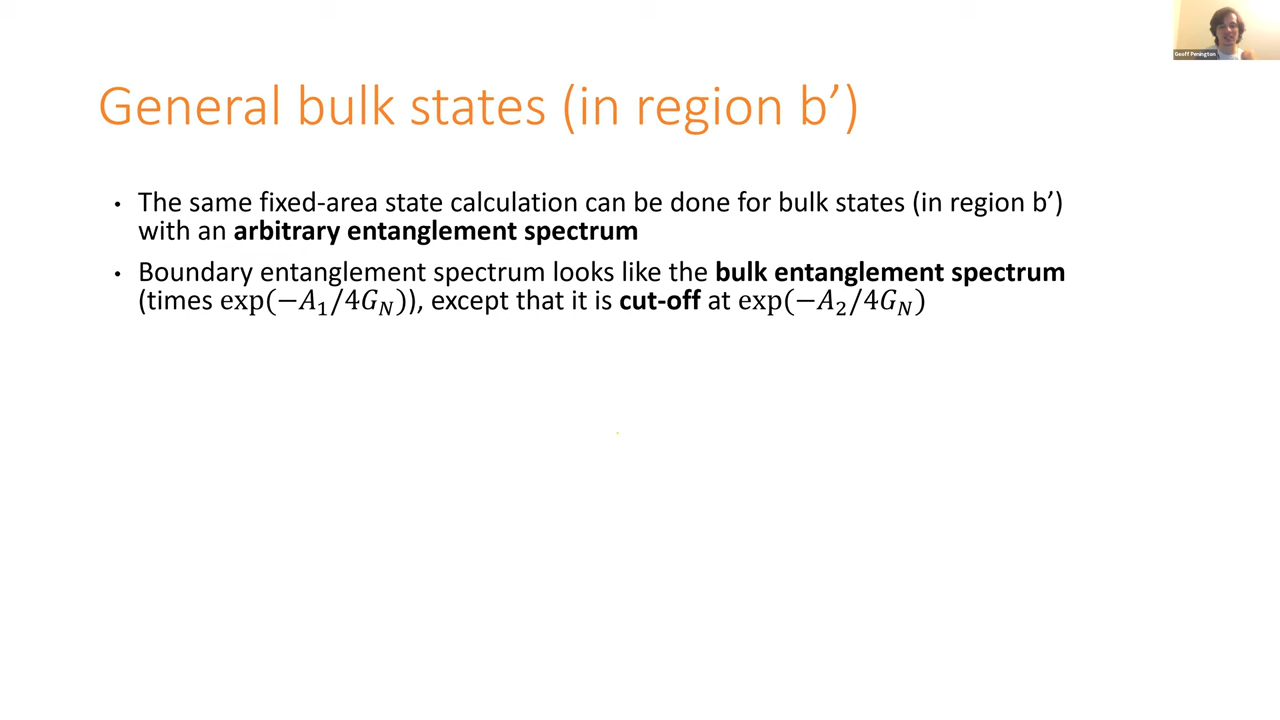 Geoff Penington
General bulk states (in region b’)
• The same fixed-area state calculation can be done for bulk states (in region b’)
with an arbitrary entanglement spectrum
• Boundary entanglement spectrum looks like the bulk entanglement spectrum
(times exp(−A₁/4G_N)), except that it is cut-off at exp(−A₂/4G_N)